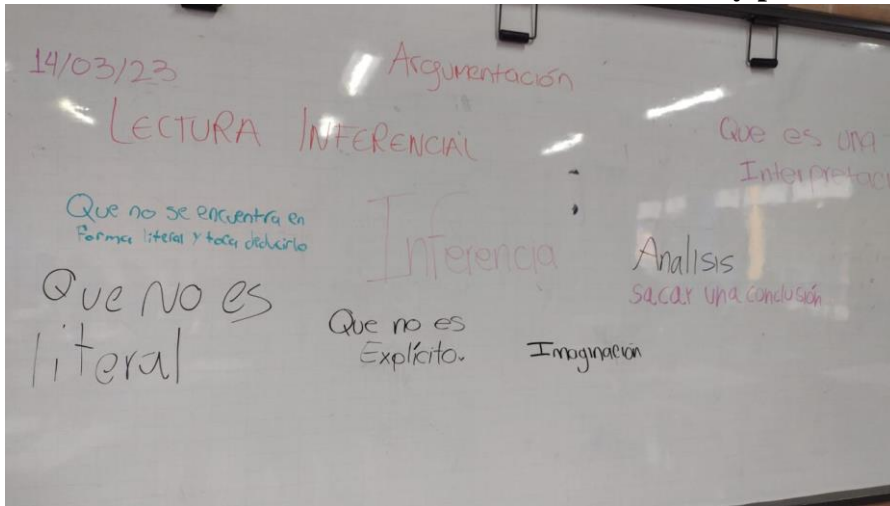 14/03/23
Argumentación
LECTURA INFERENCIAL
Que es una
Interpretac
Que no se encuentra en
forma literal y toca deducirlo
Inferencia
Analisis
sacar una conclusión
Que no es
literal
Que no es
Explícito.
Imaginación